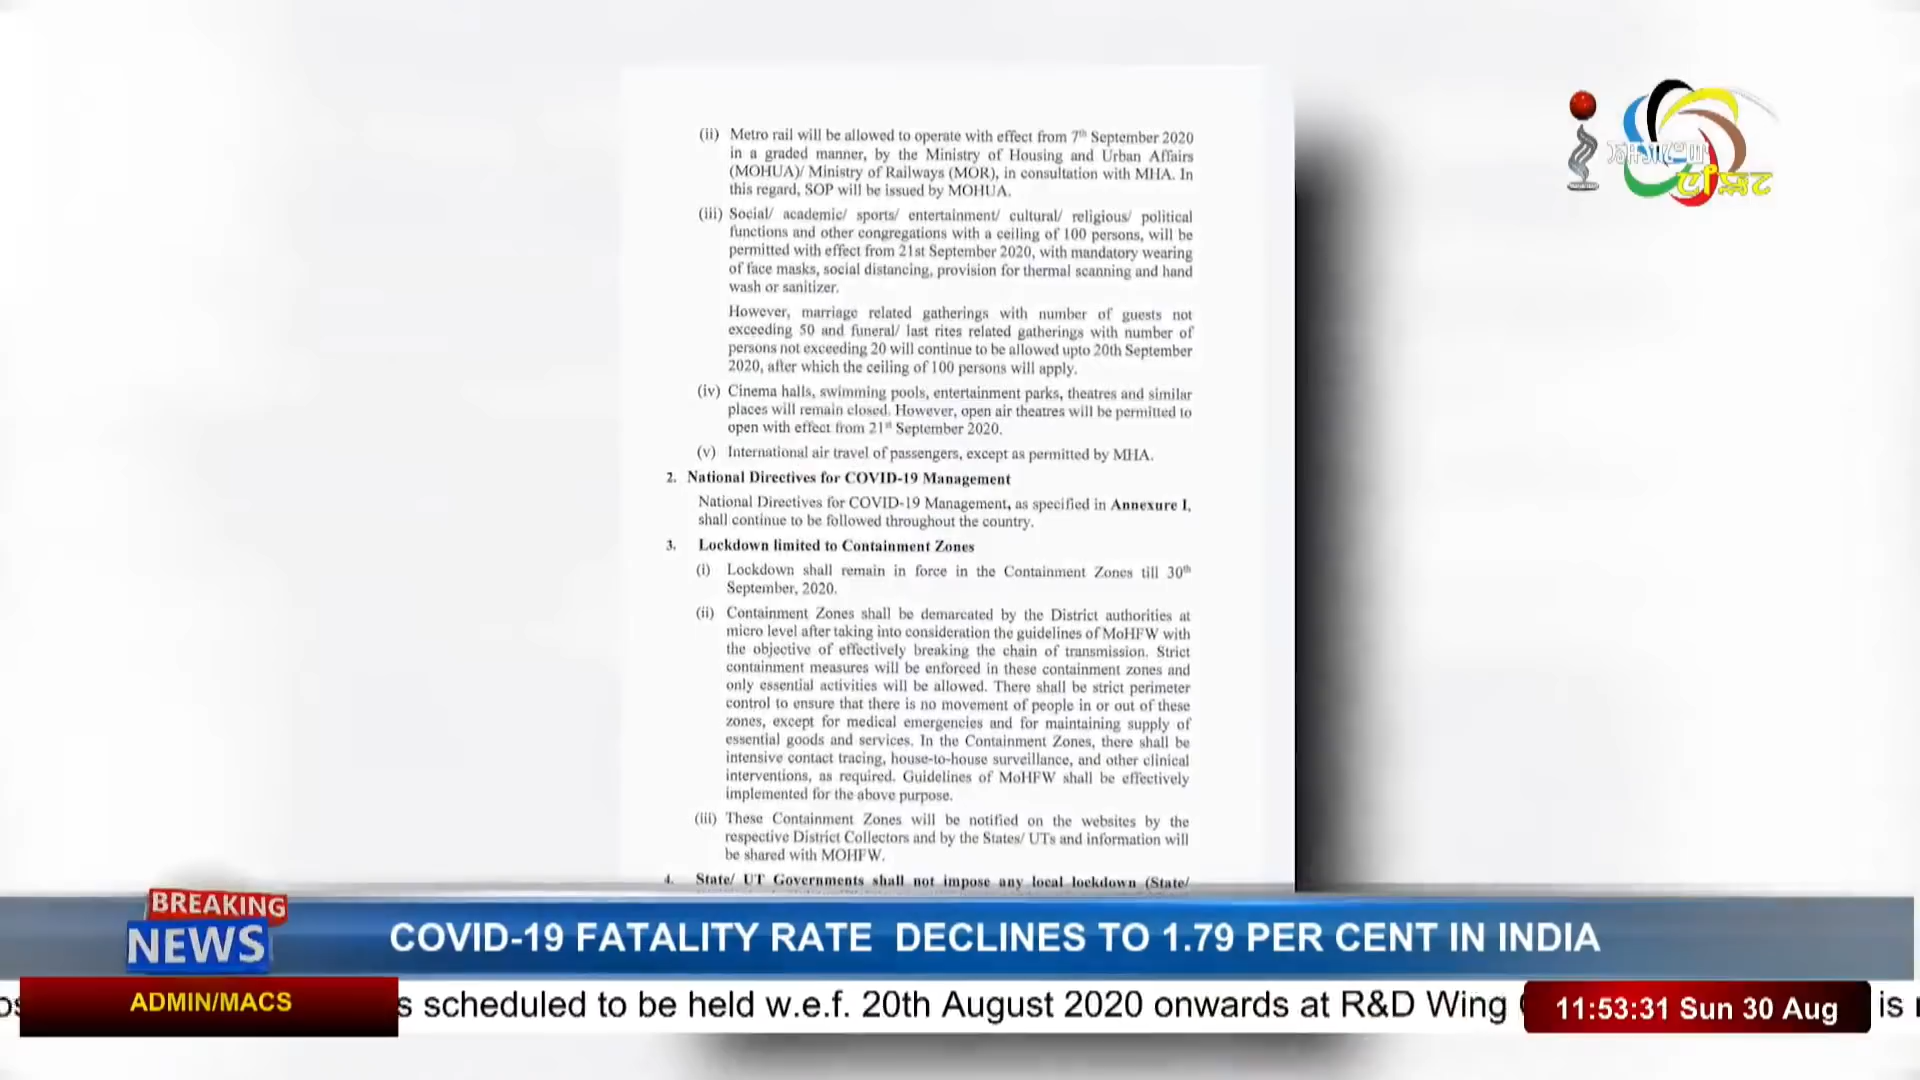 (ii) Metro rail will be allowed to operate with effect from 7th September 2020
in a graded manner, by the Ministry of Housing and Urban Affairs
(MOHUA)/ Ministry of Railways (MOR), in consultation with MHA. In
this regard, SOP will be issued by MOHUA.
(iii) Social/ academic/ sports/ entertainment/ cultural/ religious/ political
functions and other congregations with a ceiling of 100 persons, will be
permitted with effect from 21st September 2020, with mandatory wearing
of face masks, social distancing, provision for thermal scanning and hand
wash or sanitizer.
However, marriage related gatherings with number of guests not
exceeding 50 and funeral/ last rites related gatherings with number of
persons not exceeding 20 will continue to be allowed upto 20th September
2020, after which the ceiling of 100 persons will apply.
(iv) Cinema halls, swimming pools, entertainment parks, theatres and similar
places will remain closed. However, open air theatres will be permitted to
open with effect from 21st September 2020.
(v) International air travel of passengers, except as permitted by MHA.
2. National Directives for COVID-19 Management
National Directives for COVID-19 Management, as specified in Annexure I,
shall continue to be followed throughout the country.
3. Lockdown limited to Containment Zones
(i) Lockdown shall remain in force in the Containment Zones till 30th
September, 2020.
(ii) Containment Zones shall be demarcated by the District authorities at
micro level after taking into consideration the guidelines of MoHFW with
the objective of effectively breaking the chain of transmission. Strict
containment measures will be enforced in these containment zones and
only essential activities will be allowed. There shall be strict perimeter
control to ensure that there is no movement of people in or out of these
zones, except for medical emergencies and for maintaining supply of
essential goods and services. In the Containment Zones, there shall be
intensive contact tracing, house-to-house surveillance, and other clinical
interventions, as required. Guidelines of MoHFW shall be effectively
implemented for the above purpose.
(iii) These Containment Zones will be notified on the websites by the
respective District Collectors and by the States/ UTs and information will
be shared with MOHFW.
4. State/ UT Governments shall not impose any local lockdown (State/
BREAKING
NEWS
COVID-19 FATALITY RATE DECLINES TO 1.79 PER CENT IN INDIA
ADMIN/MACS
s scheduled to be held w.e.f. 20th August 2020 onwards at R&D Wing
11:53:31 Sun 30 Aug
is